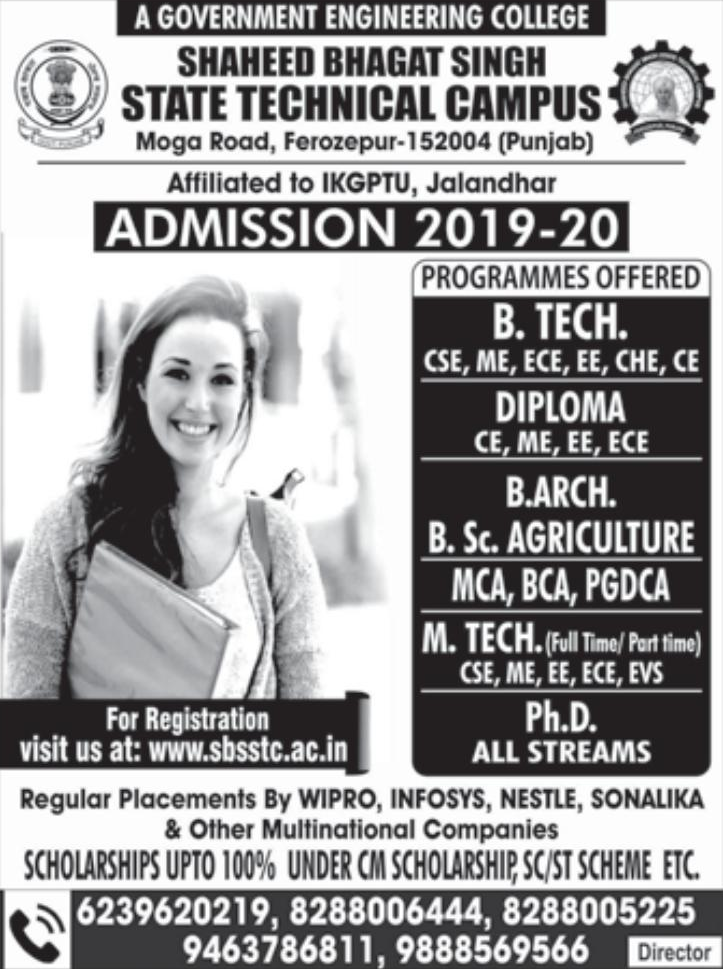 A GOVERNMENT ENGINEERING COLLEGE
SHAHEED BHAGAT SINGH
STATE TECHNICAL CAMPUS
Moga Road, Ferozepur-152004 (Punjab)
Affiliated to IKGPTU, Jalandhar
ADMISSION 2019-20
PROGRAMMES OFFERED
B. TECH.
CSE, ME, ECE, EE, CHE, CE
DIPLOMA
CE, ME, EE, ECE
B.ARCH.
B. Sc. AGRICULTURE
MCA, BCA, PGDCA
M. TECH. (Full Time/ Part time)
CSE, ME, EE, ECE, EVS
Ph.D.
ALL STREAMS
For Registration
visit us at: www.sbsstc.ac.in
Regular Placements By WIPRO, INFOSYS, NESTLE, SONALIKA
& Other Multinational Companies
SCHOLARSHIPS UPTO 100% UNDER CM SCHOLARSHIP, SC/ST SCHEME ETC.
6239620219, 8288006444, 8288005225
9463786811, 9888569566
Director